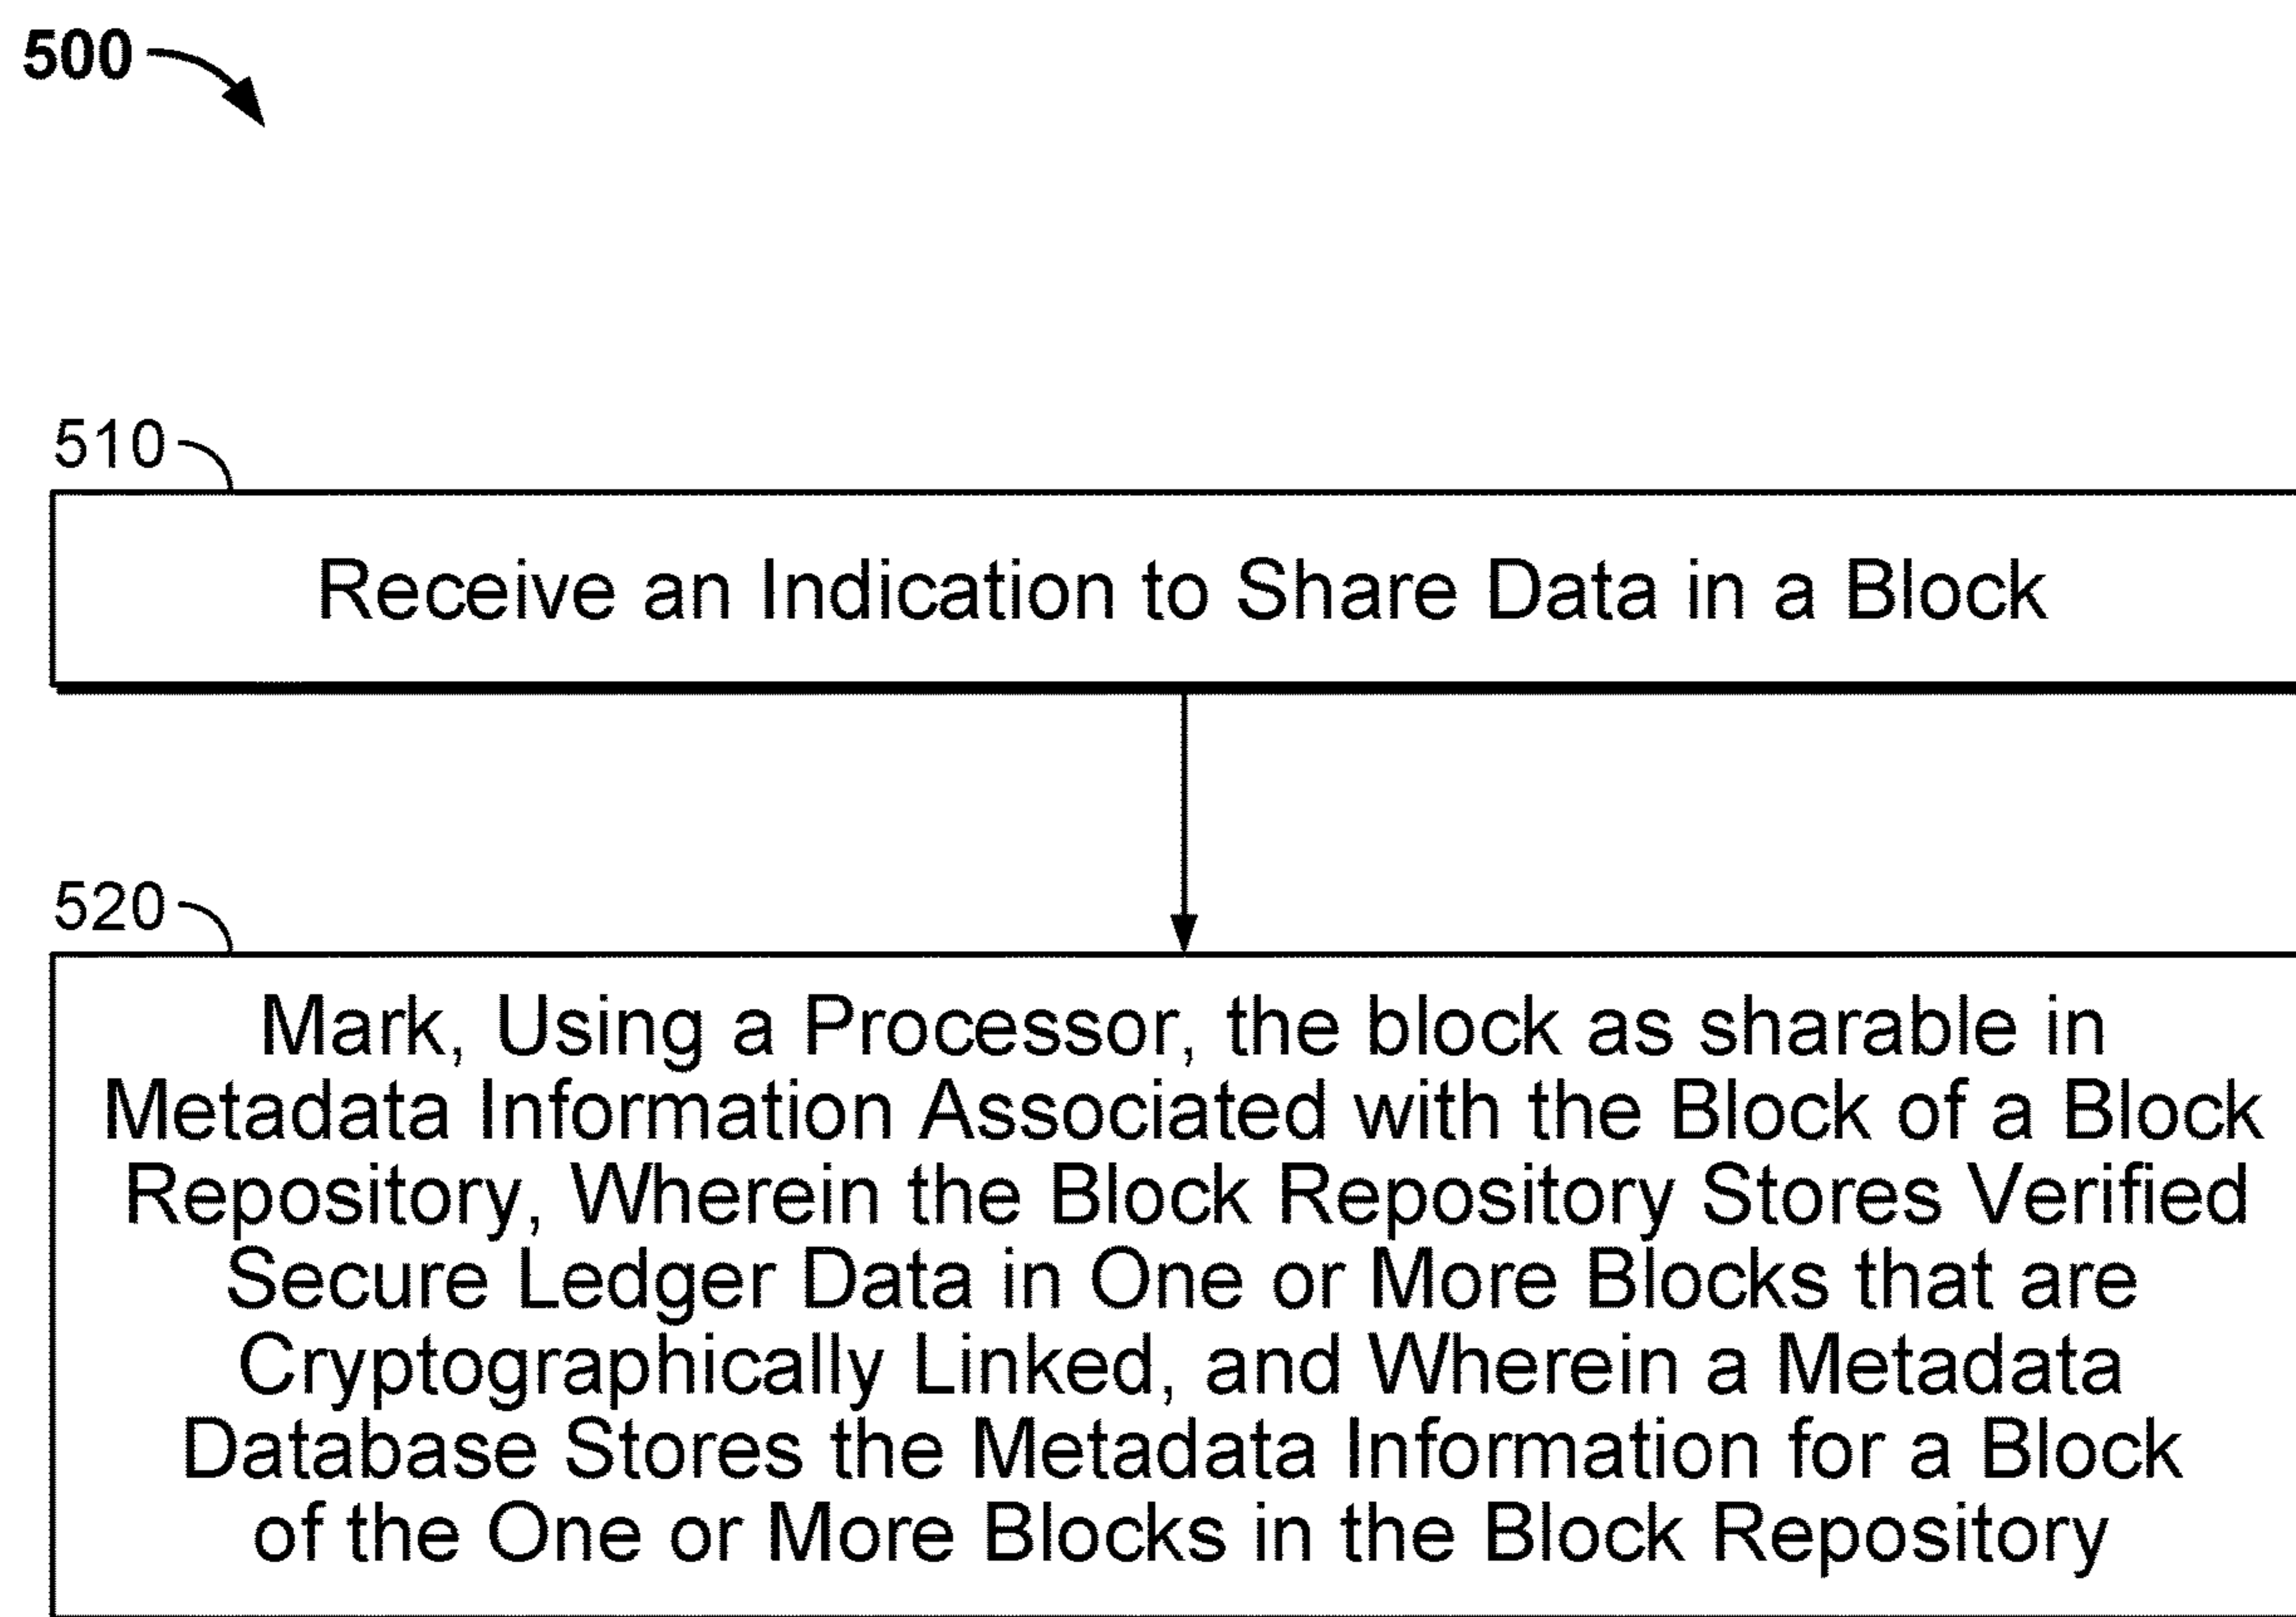 500
510
Receive an Indication to Share Data in a Block
520
Mark, Using a Processor, the block as sharable in
Metadata Information Associated with the Block of a Block
Repository, Wherein the Block Repository Stores Verified
Secure Ledger Data in One or More Blocks that are
Cryptographically Linked, and Wherein a Metadata
Database Stores the Metadata Information for a Block
of the One or More Blocks in the Block Repository